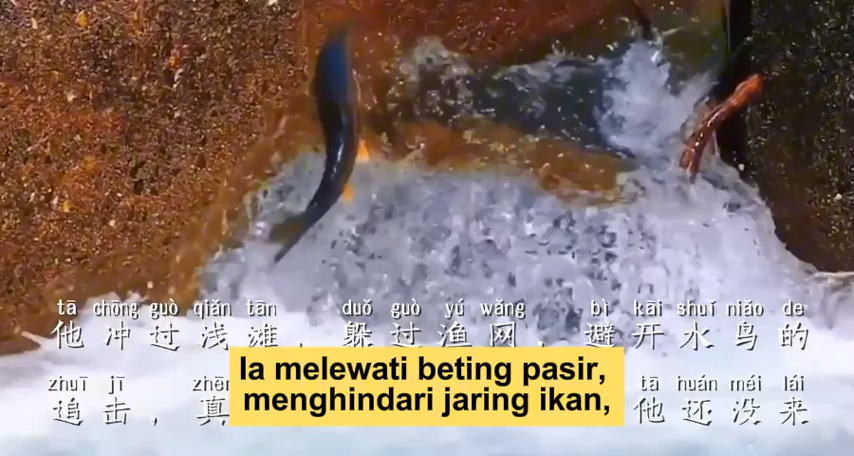 tā chōng guò qiǎn tān duǒ guò yú wǎng bì kāi shuǐ niǎo de
他冲过浅滩，躲过渔网，避开水鸟的
zhuī jī zhēn tā huán méi lái
追击，真 他还没来
Ia melewati beting pasir,
menghindari jaring ikan,